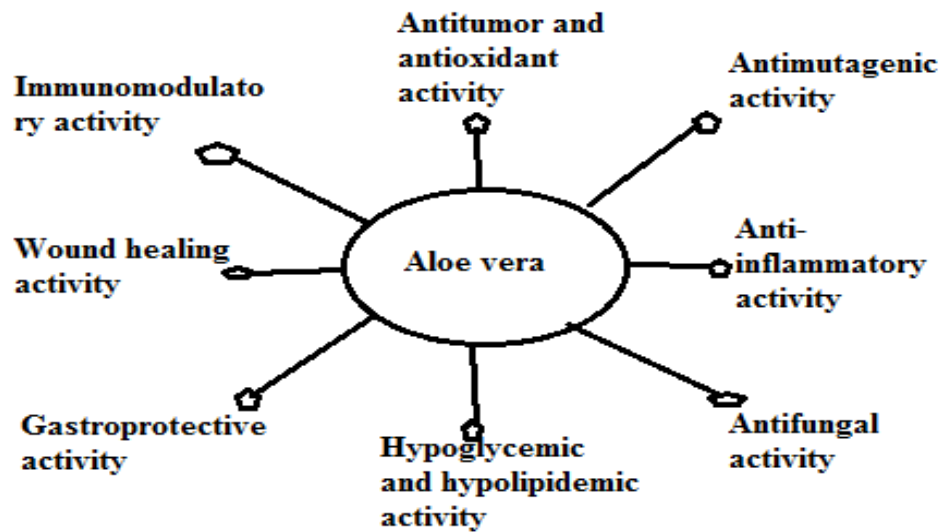 Antitumor and
antioxidant
activity
Antimutagenic
activity
Immunomodulato
ry activity
Wound healing
activity
Aloe vera
Anti-
inflammatory
activity
Gastroprotective
activity
Hypoglycemic
and hypolipidemic
activity
Antifungal
activity